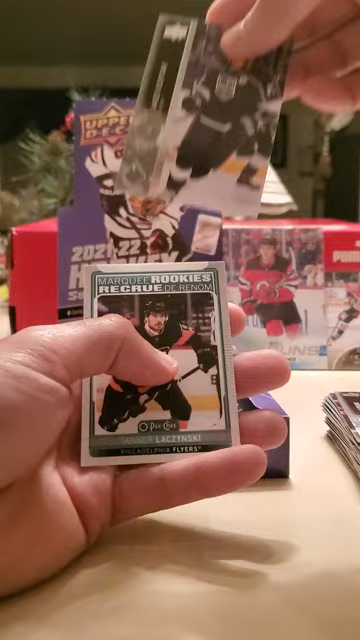 UPPER
DECK
2021-22
MARQUEE ROOKIES
RECRUE DE RENOM
O-Pee-Chee
TANNER LACZYNSKI
PHILADELPHIA FLYERS